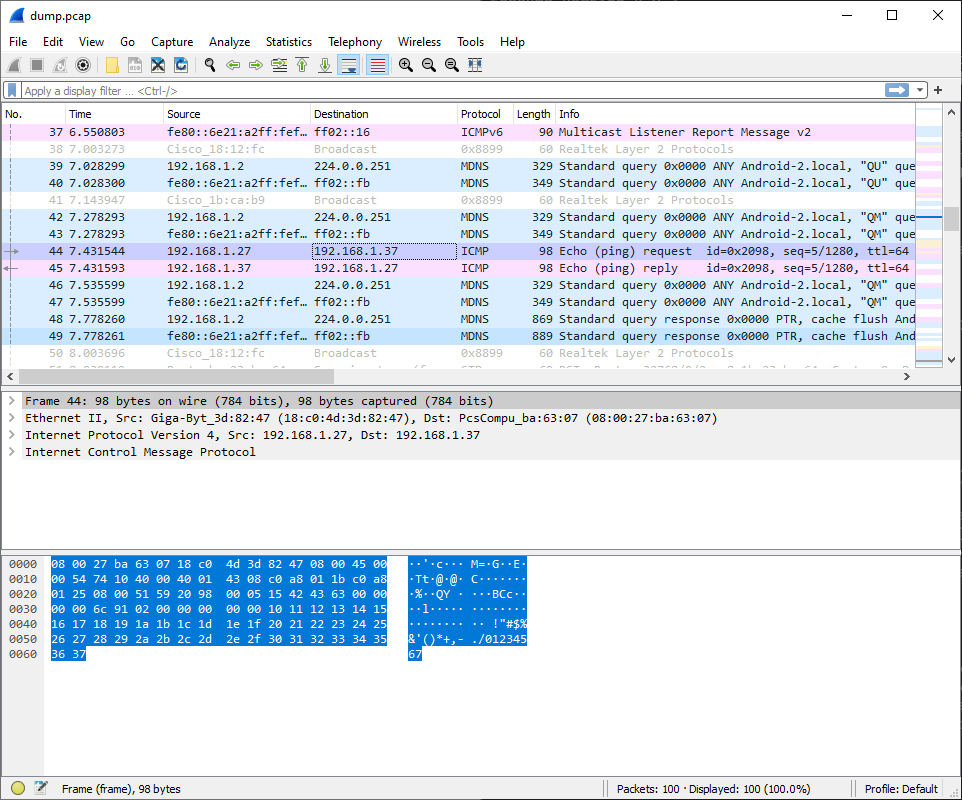 dump.pcap
File Edit View Go Capture Analyze Statistics Telephony Wireless Tools Help
Apply a display filter ... <Ctrl-/>
No. Time Source Destination Protocol Length Info
37 6.550803 fe80::6e21:a2ff:fef... ff02::16 ICMPv6 90 Multicast Listener Report Message v2
38 7.003273 Cisco_18:12:fc Broadcast 0x8899 60 Realtek Layer 2 Protocols
39 7.028299 192.168.1.2 224.0.0.251 MDNS 329 Standard query 0x0000 ANY Android-2.local, "QU" que
40 7.028300 fe80::6e21:a2ff:fef... ff02::fb MDNS 349 Standard query 0x0000 ANY Android-2.local, "QU" que
41 7.143947 Cisco_1b:ca:b9 Broadcast 0x8899 60 Realtek Layer 2 Protocols
42 7.278293 192.168.1.2 224.0.0.251 MDNS 329 Standard query 0x0000 ANY Android-2.local, "QM" que
43 7.278293 fe80::6e21:a2ff:fef... ff02::fb MDNS 349 Standard query 0x0000 ANY Android-2.local, "QM" que
44 7.431544 192.168.1.27 192.168.1.37 ICMP 98 Echo (ping) request id=0x2098, seq=5/1280, ttl=64
45 7.431593 192.168.1.37 192.168.1.27 ICMP 98 Echo (ping) reply id=0x2098, seq=5/1280, ttl=64
46 7.535599 192.168.1.2 224.0.0.251 MDNS 329 Standard query 0x0000 ANY Android-2.local, "QM" que
47 7.535599 fe80::6e21:a2ff:fef... ff02::fb MDNS 349 Standard query 0x0000 ANY Android-2.local, "QM" que
48 7.778260 192.168.1.2 224.0.0.251 MDNS 869 Standard query response 0x0000 PTR, cache flush And
49 7.778261 fe80::6e21:a2ff:fef... ff02::fb MDNS 889 Standard query response 0x0000 PTR, cache flush And
50 8.003696 Cisco_18:12:fc Broadcast 0x8899 60 Realtek Layer 2 Protocols
Frame 44: 98 bytes on wire (784 bits), 98 bytes captured (784 bits)
Ethernet II, Src: Giga-Byt_3d:82:47 (18:c0:4d:3d:82:47), Dst: PcsCompu_ba:63:07 (08:00:27:ba:63:07)
Internet Protocol Version 4, Src: 192.168.1.27, Dst: 192.168.1.37
Internet Control Message Protocol
0000 08 00 27 ba 63 07 18 c0 4d 3d 82 47 08 00 45 00 ··'·c··· M=·G··E·
0010 00 54 74 10 40 00 40 01 43 08 c0 a8 01 1b c0 a8 ·Tt·@·@· C·······
0020 01 25 08 00 51 59 20 98 00 05 15 42 43 63 00 00 ·%··QY · ···BCc··
0030 00 00 6c 91 02 00 00 00 00 00 10 11 12 13 14 15 ··l····· ········
0040 16 17 18 19 1a 1b 1c 1d 1e 1f 20 21 22 23 24 25 ········ ·· !"#$%
0050 26 27 28 29 2a 2b 2c 2d 2e 2f 30 31 32 33 34 35 &'()*+,- ./012345
0060 36 37 67
Frame (frame), 98 bytes Packets: 100 · Displayed: 100 (100.0%) Profile: Default